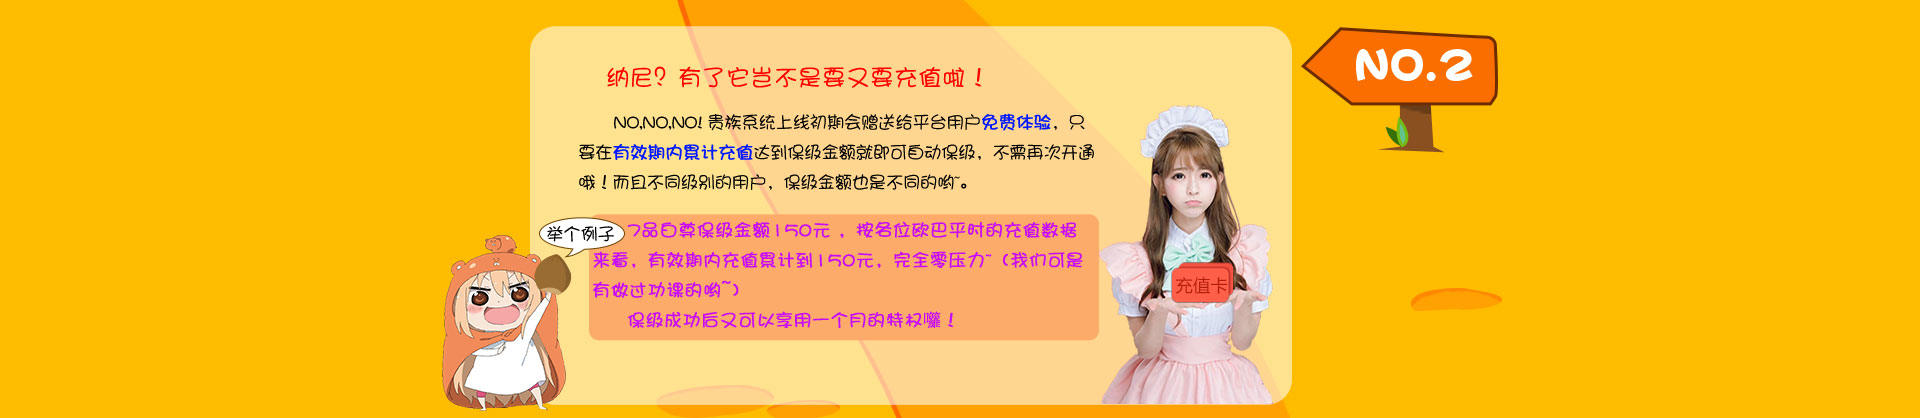 纳尼？有了它岂不是要又要充值啦！
NO.2
NO,NO,NO! 贵族系统上线初期会赠送给平台用户免费体验，只
要在有效期内累计充值达到保级金额就即可自动保级，不需再次开通
哦！而且不同级别的用户，保级金额也是不同的哟~。
举个例子
7品白尊保级金额150元 ，按各位欧巴平时的充值数据
来看，有效期内充值累计到150元，完全零压力~（我们可是
有做过功课的哟~）
保级成功后又可以享用一个月的特权囖！
充值卡